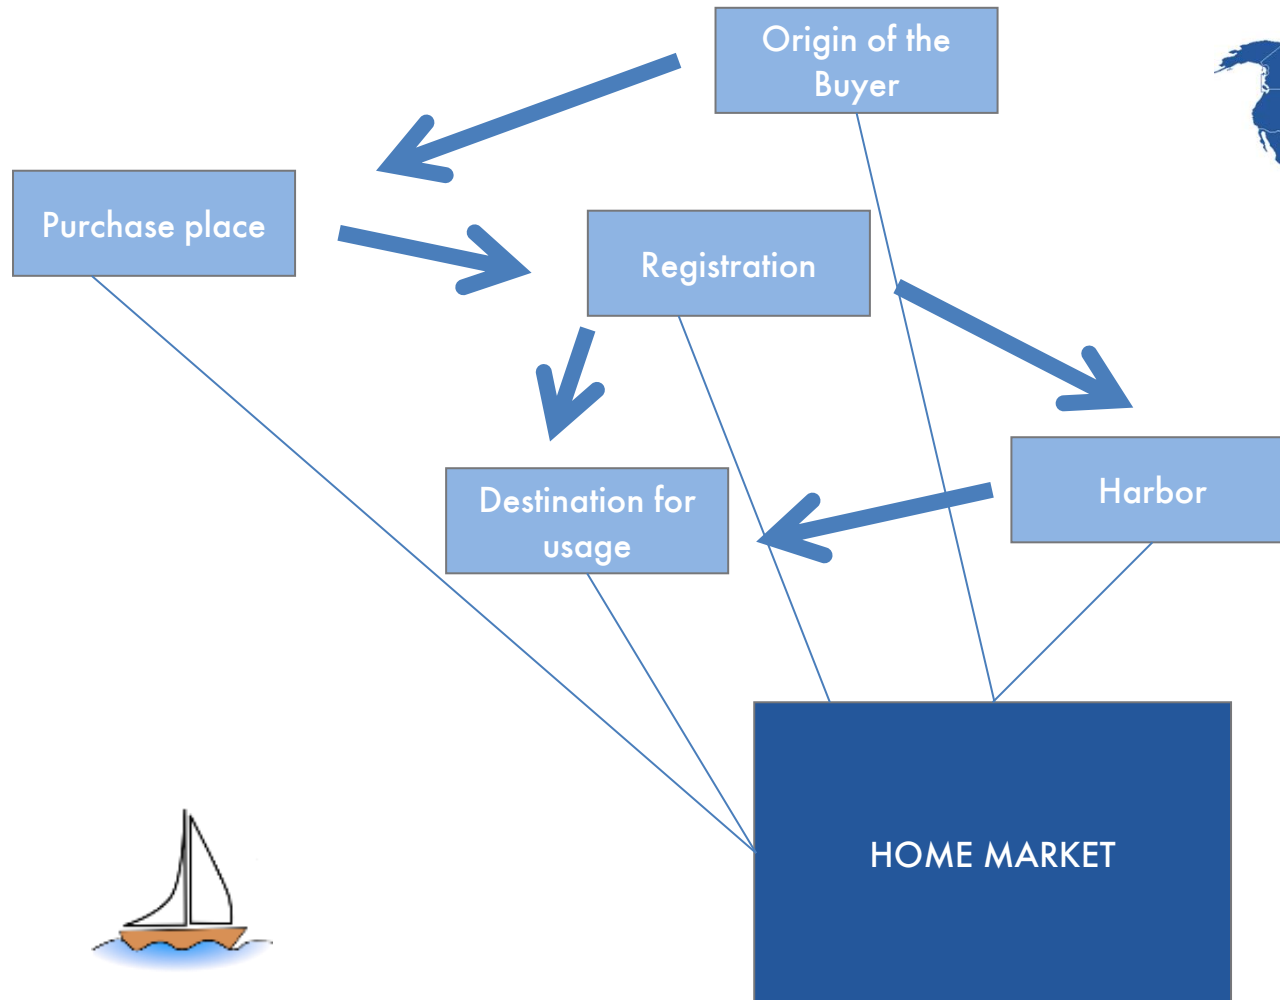 Origin of the
Buyer
Purchase place
Registration
Destination for
usage
Harbor
HOME MARKET